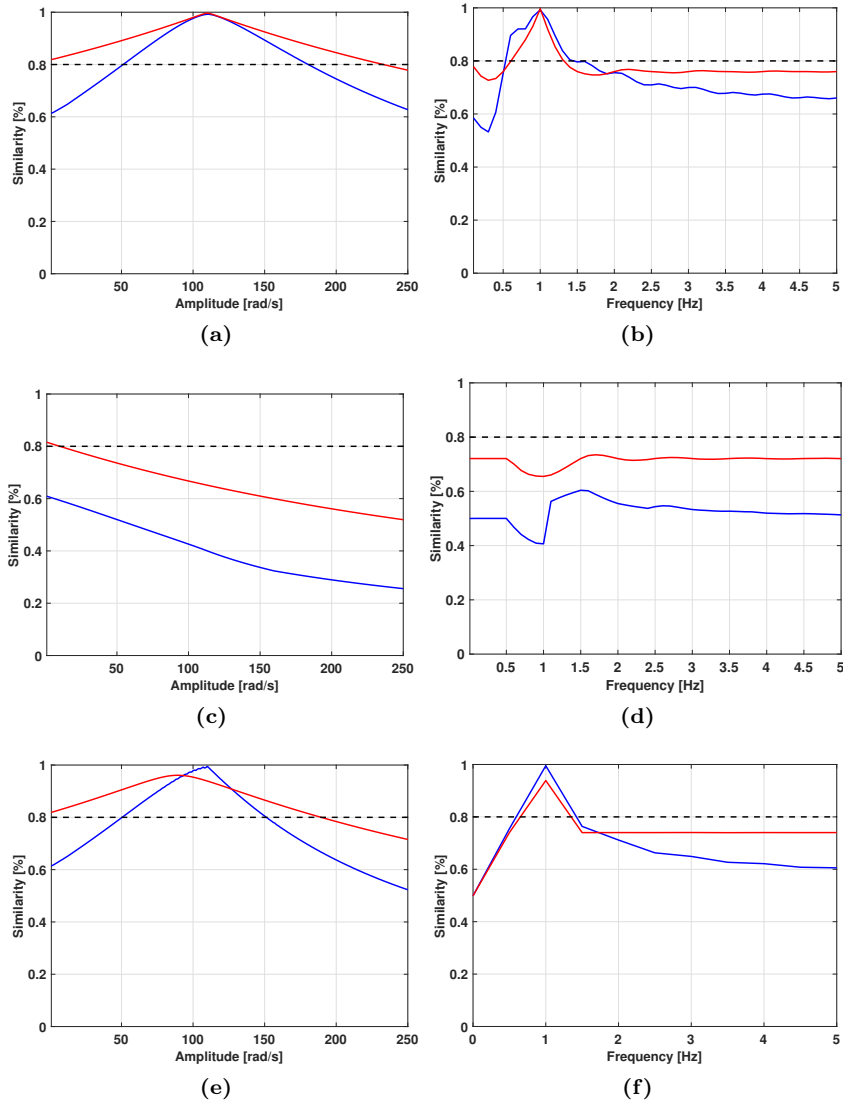 1
0.8
0.6
0.4
0.2
0
Similarity [%]
50 100 150 200 250
Amplitude [rad/s]
(a)
1
0.8
0.6
0.4
0.2
0
Similarity [%]
0.5 1 1.5 2 2.5 3 3.5 4 4.5 5
Frequency [Hz]
(b)
1
0.8
0.6
0.4
0.2
0
Similarity [%]
50 100 150 200 250
Amplitude [rad/s]
(c)
1
0.8
0.6
0.4
0.2
0
Similarity [%]
0.5 1 1.5 2 2.5 3 3.5 4 4.5 5
Frequency [Hz]
(d)
1
0.8
0.6
0.4
0.2
0
Similarity [%]
50 100 150 200 250
Amplitude [rad/s]
(e)
1
0.8
0.6
0.4
0.2
0
Similarity [%]
0 1 2 3 4 5
Frequency [Hz]
(f)